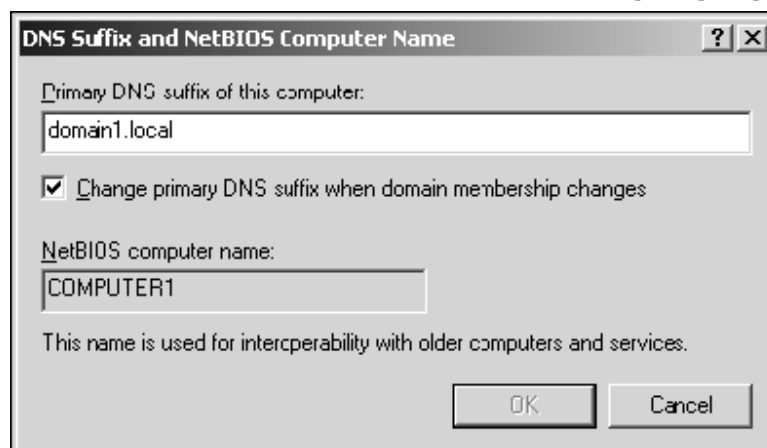 DNS Suffix and NetBIOS Computer Name
Primary DNS suffix of this computer:
domain1.local
Change primary DNS suffix when domain membership changes
NetBIOS computer name:
COMPUTER1
This name is used for interoperability with older computers and services.
OK Cancel